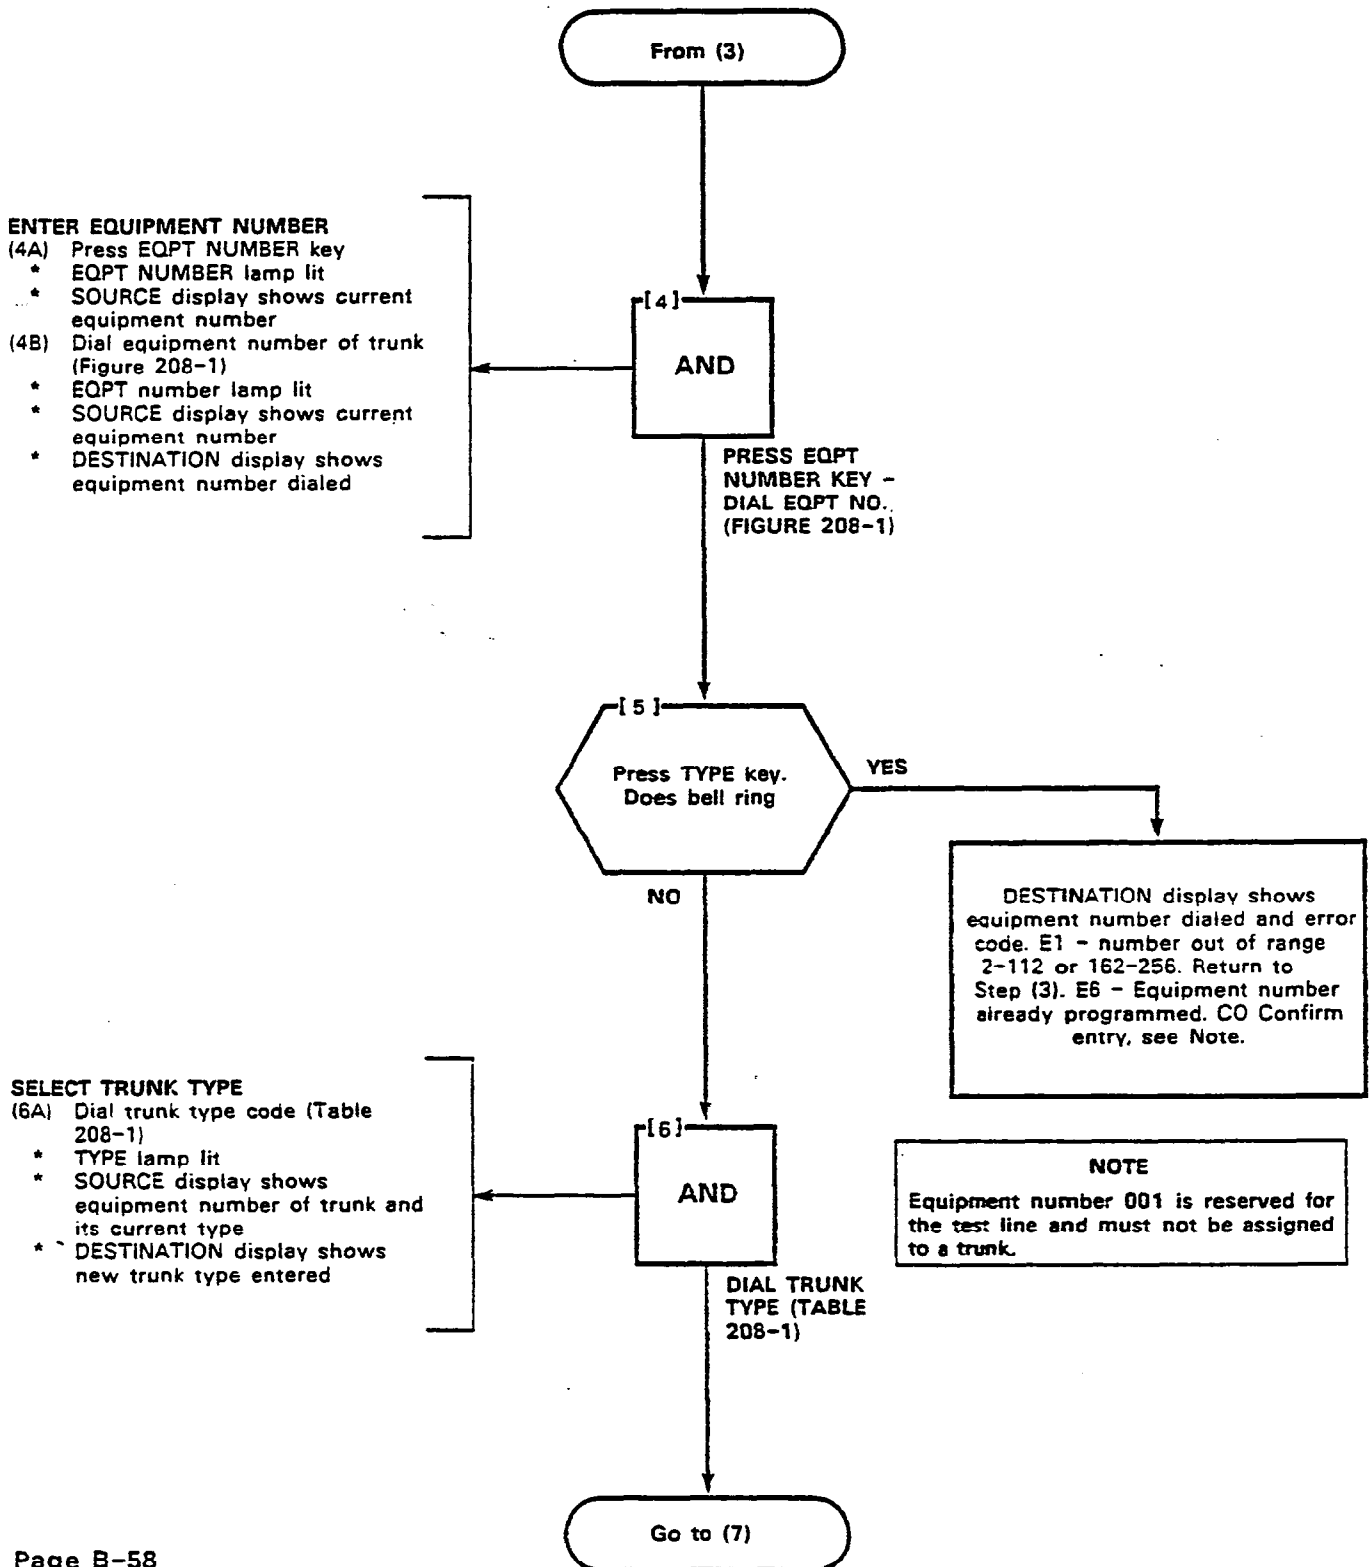 From (3)
ENTER EQUIPMENT NUMBER
(4A) Press EQPT NUMBER key
* EQPT NUMBER lamp lit
* SOURCE display shows current
equipment number
(4B) Dial equipment number of trunk
(Figure 208-1)
* EQPT number lamp lit
* SOURCE display shows current
equipment number
* DESTINATION display shows
equipment number dialed
[4]
AND
PRESS EQPT
NUMBER KEY -
DIAL EQPT NO.
(FIGURE 208-1)
[5]
Press TYPE key.
Does bell ring
YES
NO
DESTINATION display shows
equipment number dialed and error
code. E1 - number out of range
2-112 or 162-256. Return to
Step (3). E6 - Equipment number
already programmed. CO Confirm
entry, see Note.
SELECT TRUNK TYPE
(6A) Dial trunk type code (Table
208-1)
* TYPE lamp lit
* SOURCE display shows
equipment number of trunk and
its current type
* DESTINATION display shows
new trunk type entered
[6]
AND
DIAL TRUNK
TYPE (TABLE
208-1)
NOTE
Equipment number 001 is reserved for
the test line and must not be assigned
to a trunk.
Go to (7)
Page B-58